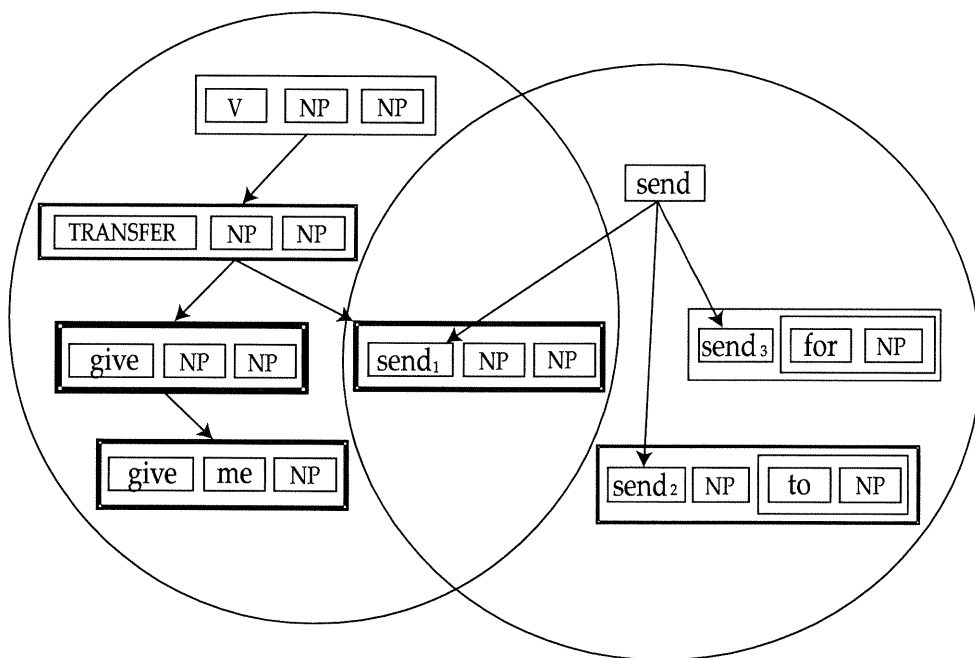 V NP NP
send
TRANSFER NP NP
give NP NP
send₁ NP NP
send₃ for NP
give me NP
send₂ NP to NP